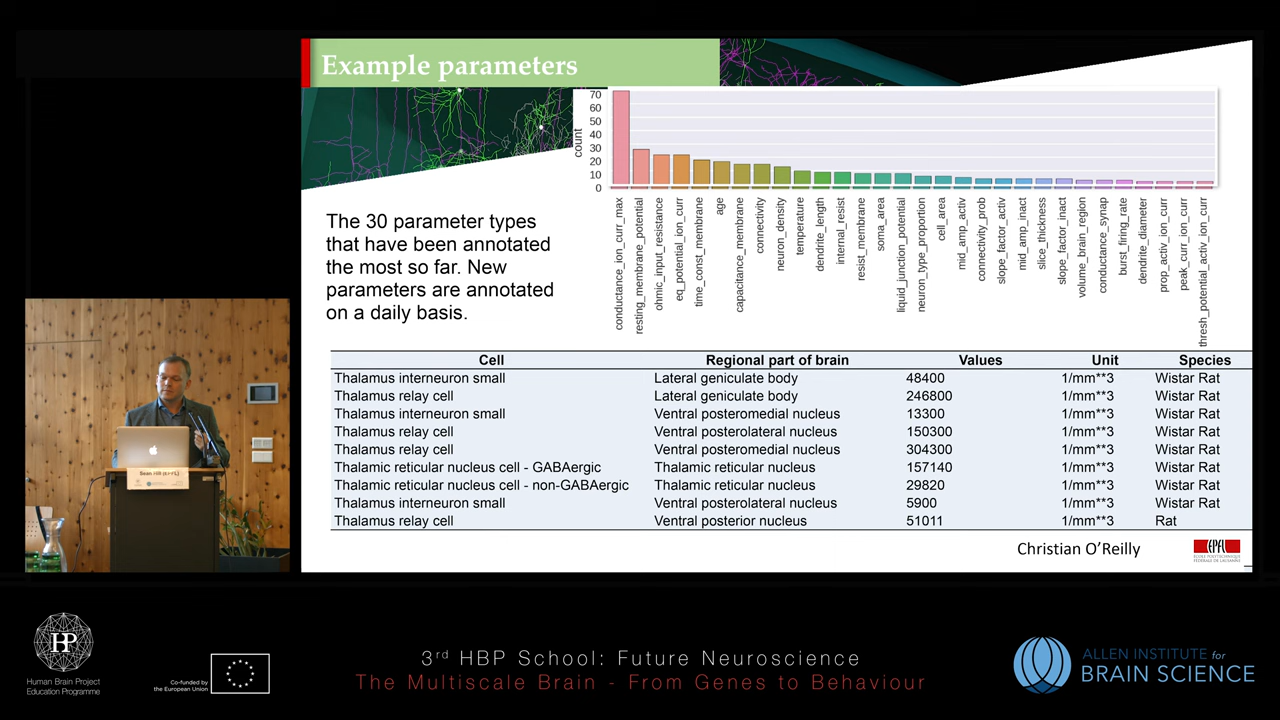 Example parameters
70
60
50
40
30
20
10
0
count
conductance_ion_curr_max
resting_membrane_potential
ohmic_input_resistance
eq_potential_ion_curr
time_const_membrane
age
capacitance_membrane
connectivity
neuron_density
temperature
dendrite_length
internal_resist
resist_membrane
soma_area
liquid_junction_potential
neuron_type_proportion
cell_area
mid_amp_activ
connectivity_prob
slope_factor_activ
mid_amp_inact
slice_thickness
slope_factor_inact
volume_brain_region
conductance_synap
burst_firing_rate
dendrite_diameter
prop_activ_ion_curr
peak_curr_ion_curr
thresh_potential_activ_ion_curr
The 30 parameter types
that have been annotated
the most so far. New
parameters are annotated
on a daily basis.
Cell Regional part of brain Values Unit Species
Thalamus interneuron small Lateral geniculate body 48400 1/mm**3 Wistar Rat
Thalamus relay cell Lateral geniculate body 246800 1/mm**3 Wistar Rat
Thalamus interneuron small Ventral posteromedial nucleus 13300 1/mm**3 Wistar Rat
Thalamus relay cell Ventral posterolateral nucleus 150300 1/mm**3 Wistar Rat
Thalamus relay cell Ventral posteromedial nucleus 304300 1/mm**3 Wistar Rat
Thalamic reticular nucleus cell - GABAergic Thalamic reticular nucleus 157140 1/mm**3 Wistar Rat
Thalamic reticular nucleus cell - non-GABAergic Thalamic reticular nucleus 29820 1/mm**3 Wistar Rat
Thalamus interneuron small Ventral posterolateral nucleus 5900 1/mm**3 Wistar Rat
Thalamus relay cell Ventral posterior nucleus 51011 1/mm**3 Rat
Christian O'Reilly
EPFL
ÉCOLE POLYTECHNIQUE
FÉDÉRALE DE LAUSANNE
Sean Hill (EPFL)
HP
Human Brain Project
Education Programme
Co-funded by
the European Union
3rd HBP School: Future Neuroscience
The Multiscale Brain - From Genes to Behaviour
ALLEN INSTITUTE for
BRAIN SCIENCE